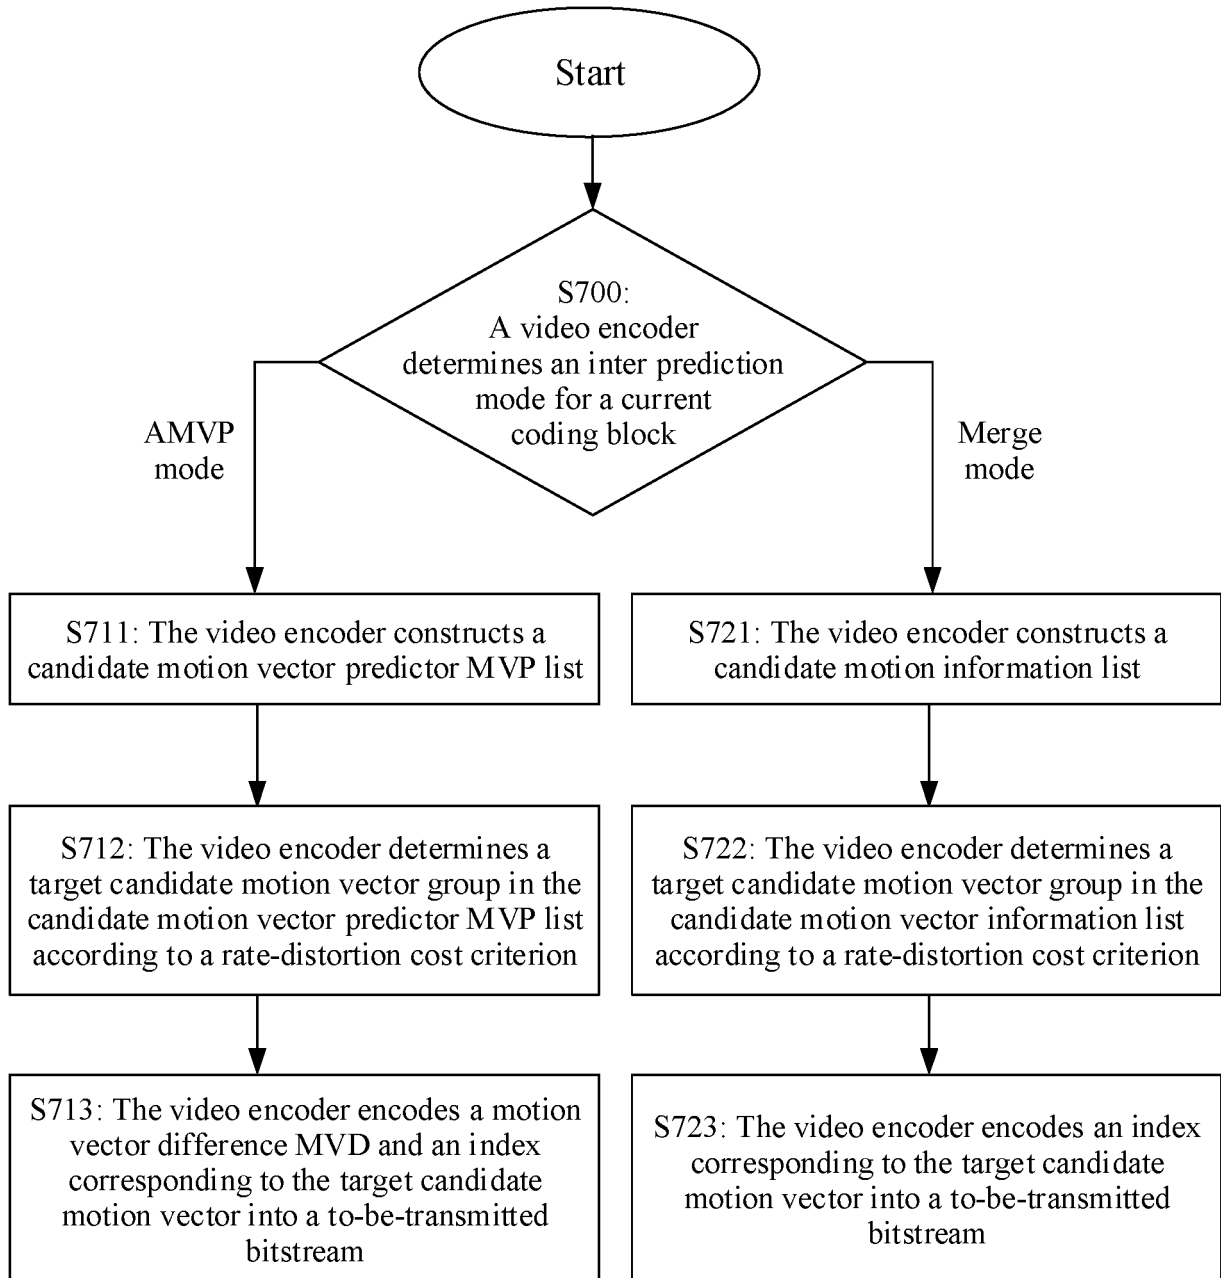 Start
S700:
A video encoder
determines an inter prediction
mode for a current
coding block
AMVP
mode
Merge
mode
S711: The video encoder constructs a
candidate motion vector predictor MVP list
S721: The video encoder constructs a
candidate motion information list
S712: The video encoder determines a
target candidate motion vector group in the
candidate motion vector predictor MVP list
according to a rate-distortion cost criterion
S722: The video encoder determines a
target candidate motion vector group in the
candidate motion vector information list
according to a rate-distortion cost criterion
S713: The video encoder encodes a motion
vector difference MVD and an index
corresponding to the target candidate
motion vector into a to-be-transmitted
bitstream
S723: The video encoder encodes an index
corresponding to the target candidate
motion vector into a to-be-transmitted
bitstream